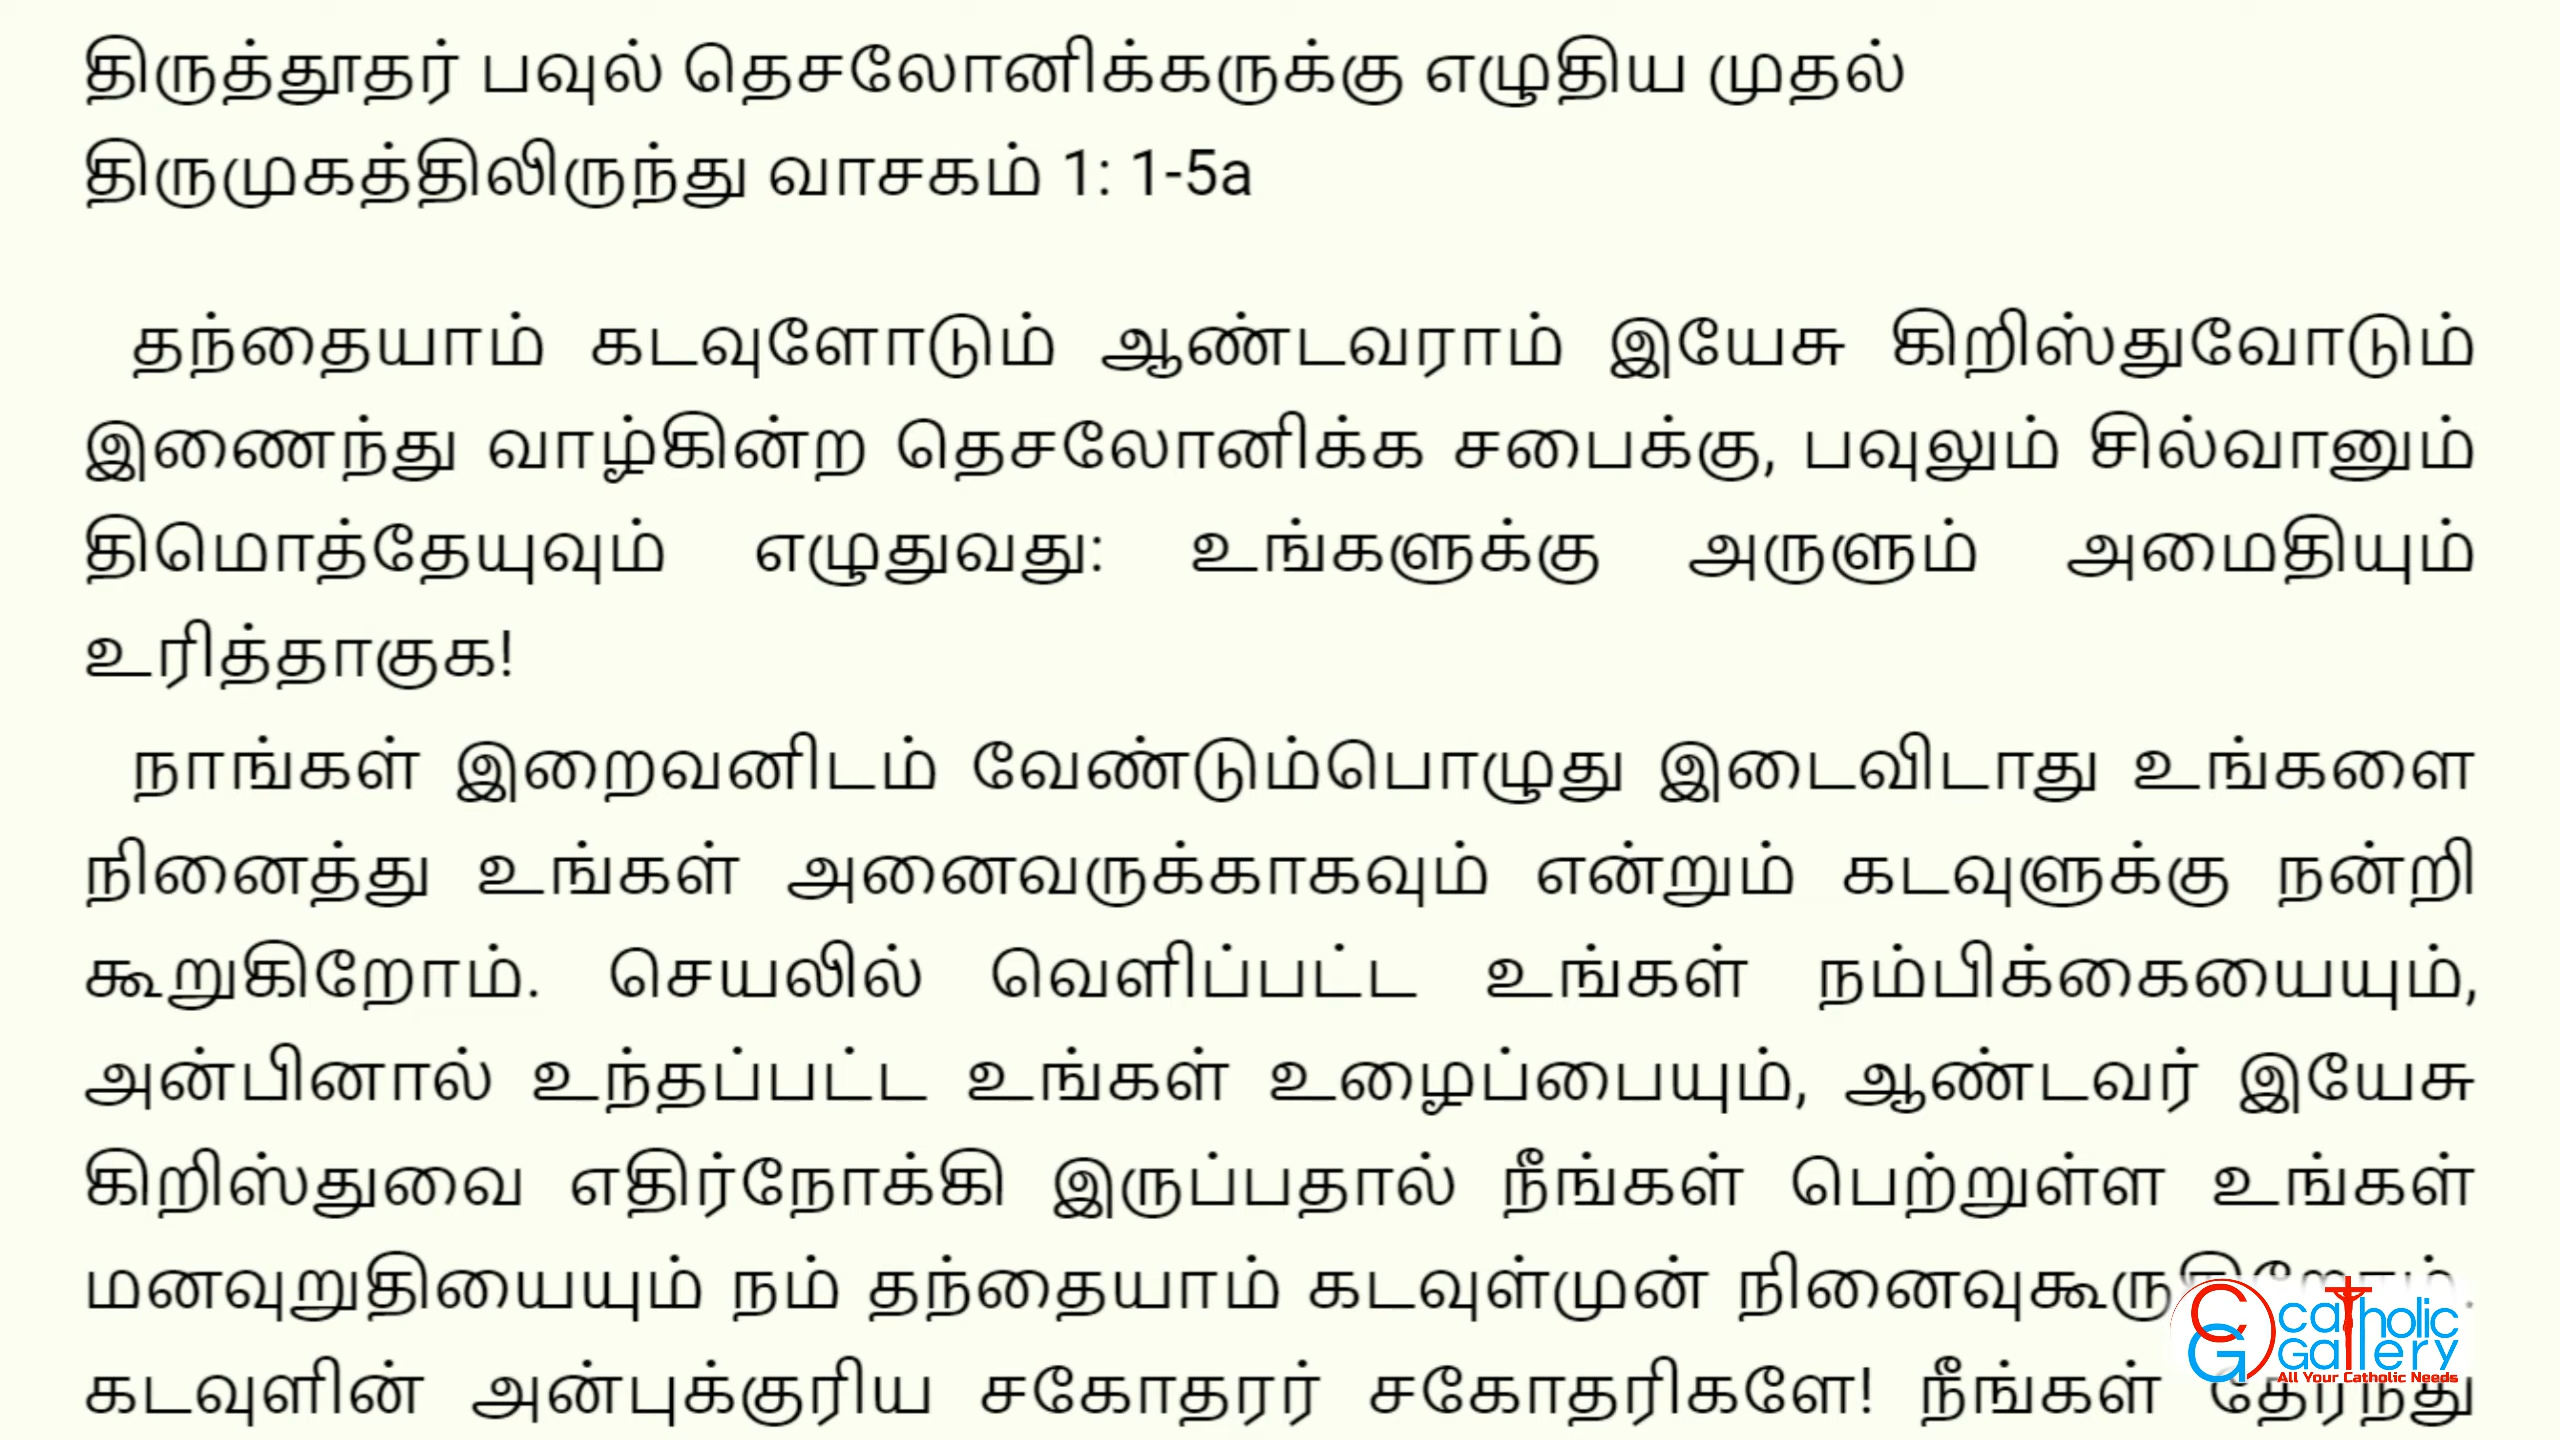 திருத்தூதர் பவுல் தெசலோனிக்கருக்கு எழுதிய முதல்
திருமுகத்திலிருந்து வாசகம் 1: 1-5a
தந்தையாம் கடவுளோடும் ஆண்டவராம் இயேசு கிறிஸ்துவோடும்
இணைந்து வாழ்கின்ற தெசலோனிக்க சபைக்கு, பவுலும் சில்வானும்
திமொத்தேயுவும் எழுதுவது: உங்களுக்கு அருளும் அமைதியும்
உரித்தாகுக!
நாங்கள் இறைவனிடம் வேண்டும்பொழுது இடைவிடாது உங்களை
நினைத்து உங்கள் அனைவருக்காகவும் என்றும் கடவுளுக்கு நன்றி
கூறுகிறோம். செயலில் வெளிப்பட்ட உங்கள் நம்பிக்கையையும்,
அன்பினால் உந்தப்பட்ட உங்கள் உழைப்பையும், ஆண்டவர் இயேசு
கிறிஸ்துவை எதிர்நோக்கி இருப்பதால் நீங்கள் பெற்றுள்ள உங்கள்
மனவுறுதியையும் நம் தந்தையாம் கடவுள்முன்
கடவுளின் அன்புக்குரிய சகோதரர் சகோதரிகளே! நீங்கள் தேர்ந்து
CG catholic
Gallery
All Your Catholic Needs